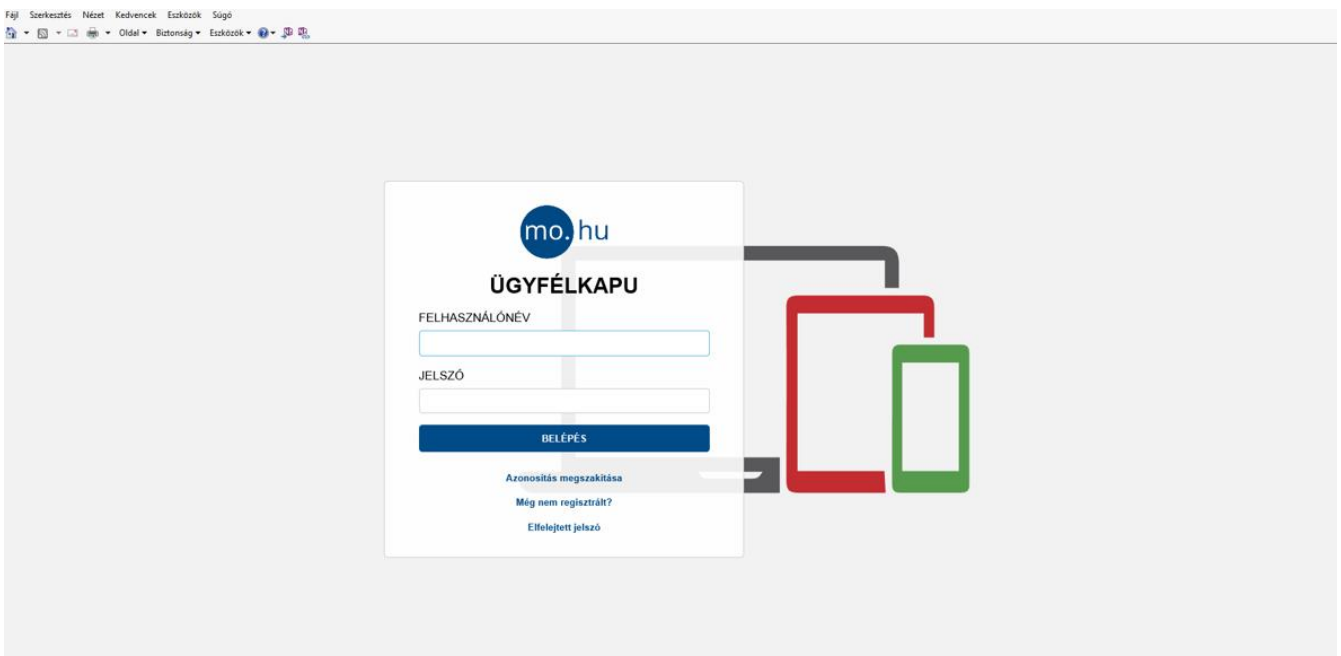 Fájl Szerkesztés Nézet Kedvencek Eszközök Súgó
Oldal Biztonság Eszközök
mo.hu
ÜGYFÉLKAPU
FELHASZNÁLÓNÉV
JELSZÓ
BELÉPÉS
Azonosítás megszakítása
Még nem regisztrált?
Elfelejtett jelszó